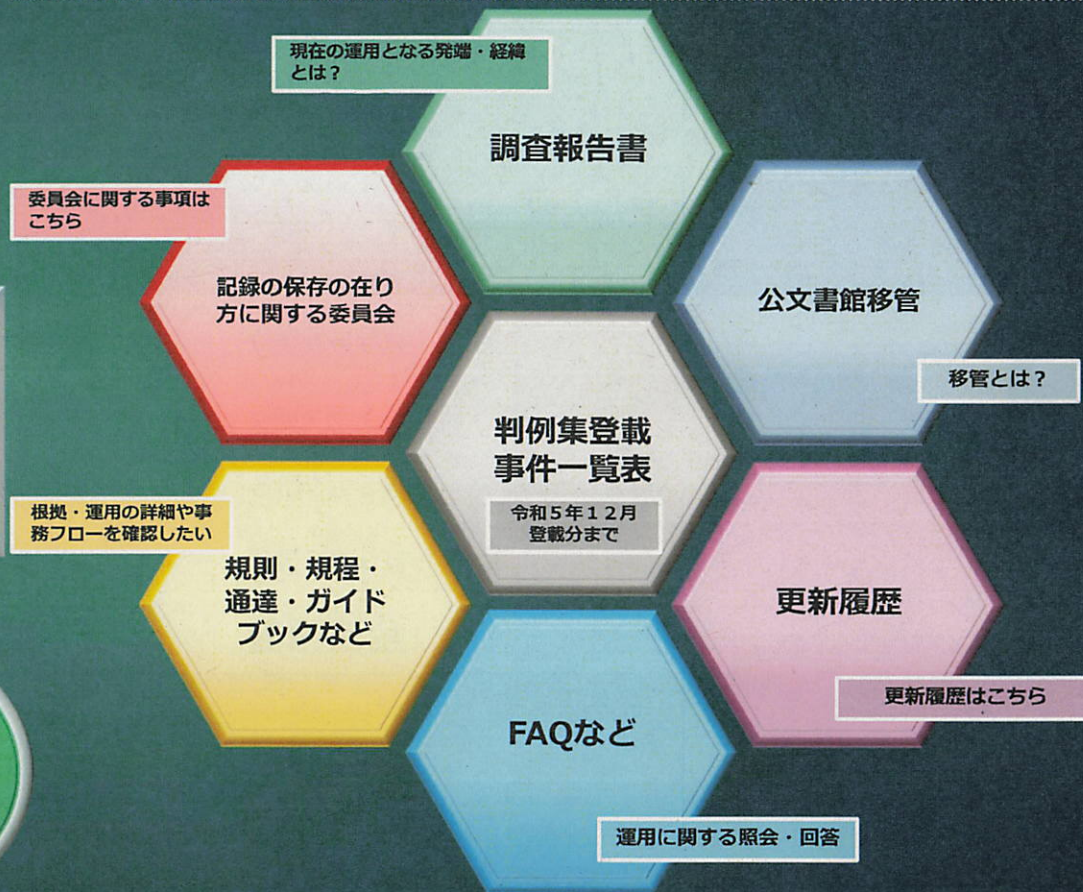 現在の運用となる発端・経緯
とは？
調査報告書
委員会に関する事項は
こちら
記録の保存の在り
方に関する委員会
公文書館移管
移管とは？
判例集登載
事件一覧表
令和５年１２月
登載分まで
根拠・運用の詳細や事
務フローを確認したい
規則・規程・
通達・ガイド
ブックなど
更新履歴
更新履歴はこちら
FAQなど
運用に関する照会・回答